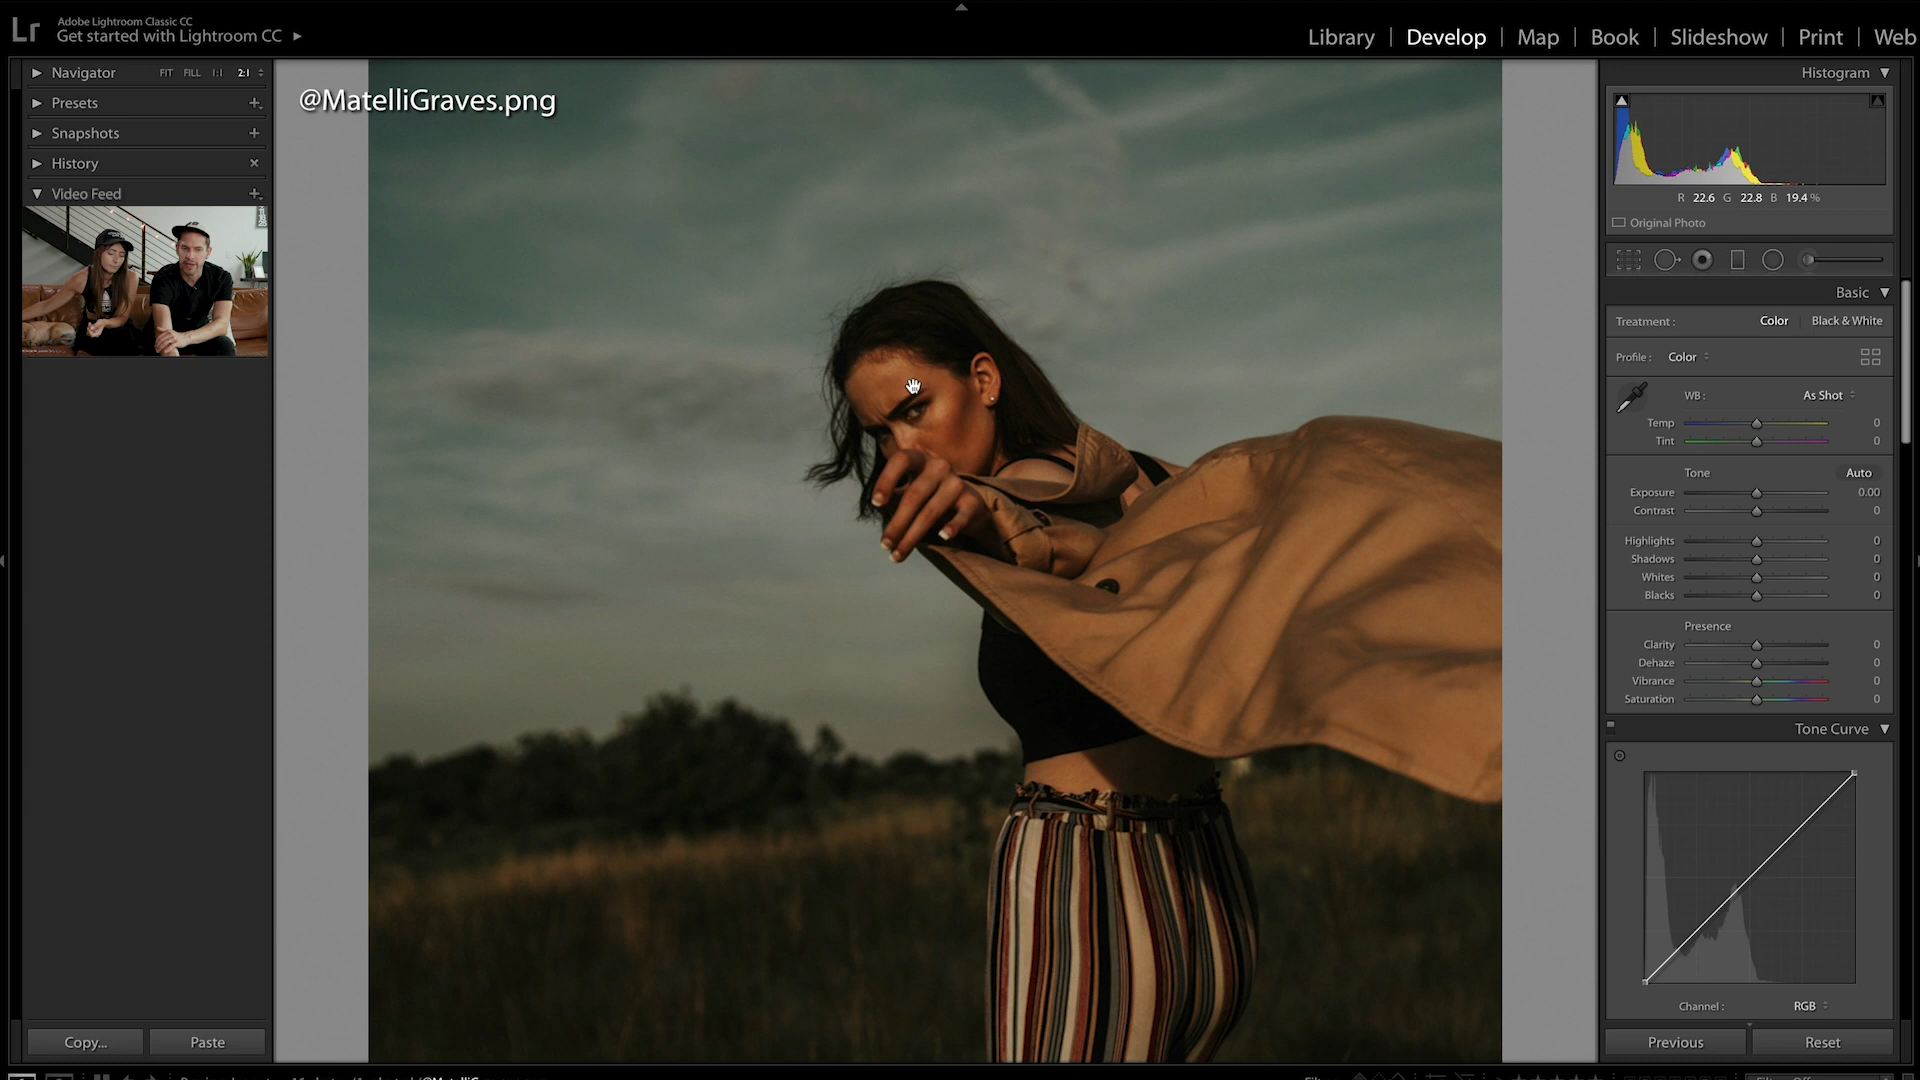 Lr
Adobe Lightroom Classic CC
Get started with Lightroom CC
Library | Develop | Map | Book | Slideshow | Print | Web
Navigator FIT FILL 1:1 2:1
Presets
Snapshots
History
Video Feed
@MatelliGraves.png
Copy...
Paste
Histogram
R 22.6 G 22.8 B 19.4 %
Original Photo
Basic
Treatment : Color Black & White
Profile : Color
WB : As Shot
Temp 0
Tint 0
Tone Auto
Exposure 0.00
Contrast 0
Highlights 0
Shadows 0
Whites 0
Blacks 0
Presence
Clarity 0
Dehaze 0
Vibrance 0
Saturation 0
Tone Curve
Channel : RGB
Previous
Reset